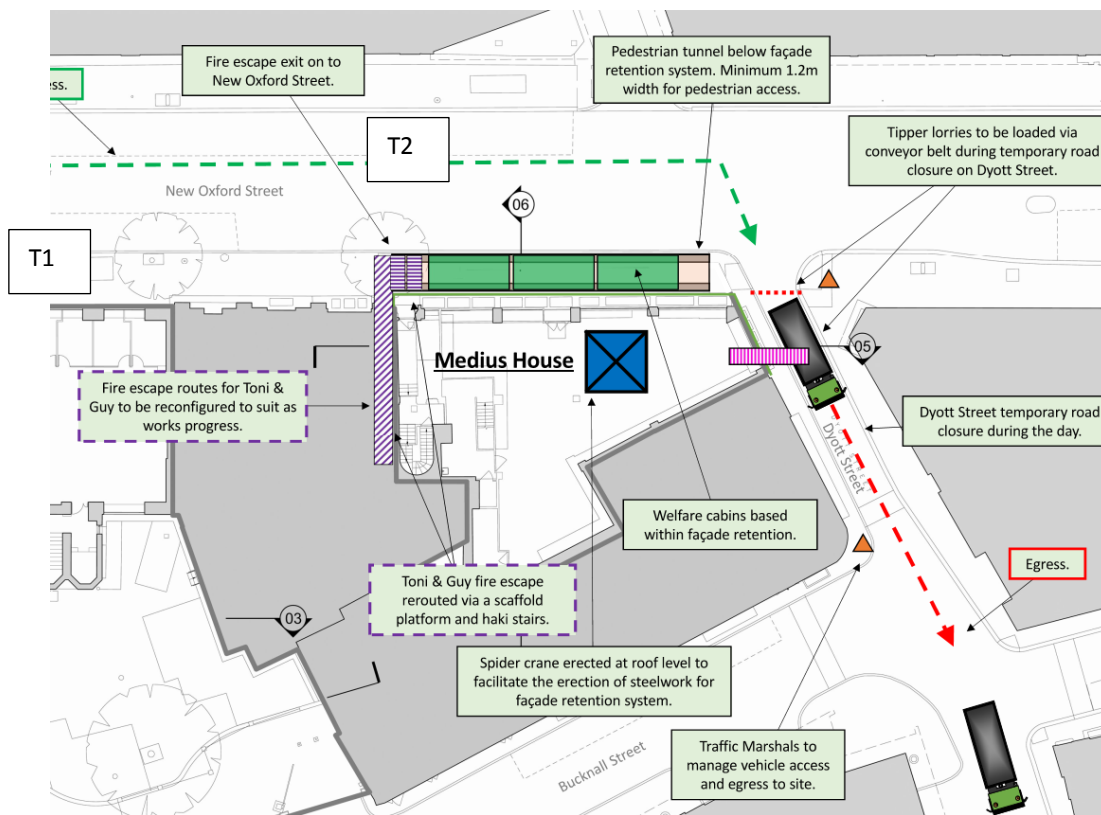 Fire escape exit on to
New Oxford Street.
Pedestrian tunnel below façade
retention system. Minimum 1.2m
width for pedestrian access.
ess.
T2
Tipper lorries to be loaded via
conveyor belt during temporary road
closure on Dyott Street.
New Oxford Street
06
T1
Medius House
05
Fire escape routes for Toni &
Guy to be reconfigured to suit as
works progress.
Dyott Street temporary road
closure during the day.
Dyott Street
Welfare cabins based
within façade retention.
Egress.
Toni & Guy fire escape
rerouted via a scaffold
platform and haki stairs.
03
Spider crane erected at roof level to
facilitate the erection of steelwork for
façade retention system.
Traffic Marshals to
manage vehicle access
and egress to site.
Bucknall Street